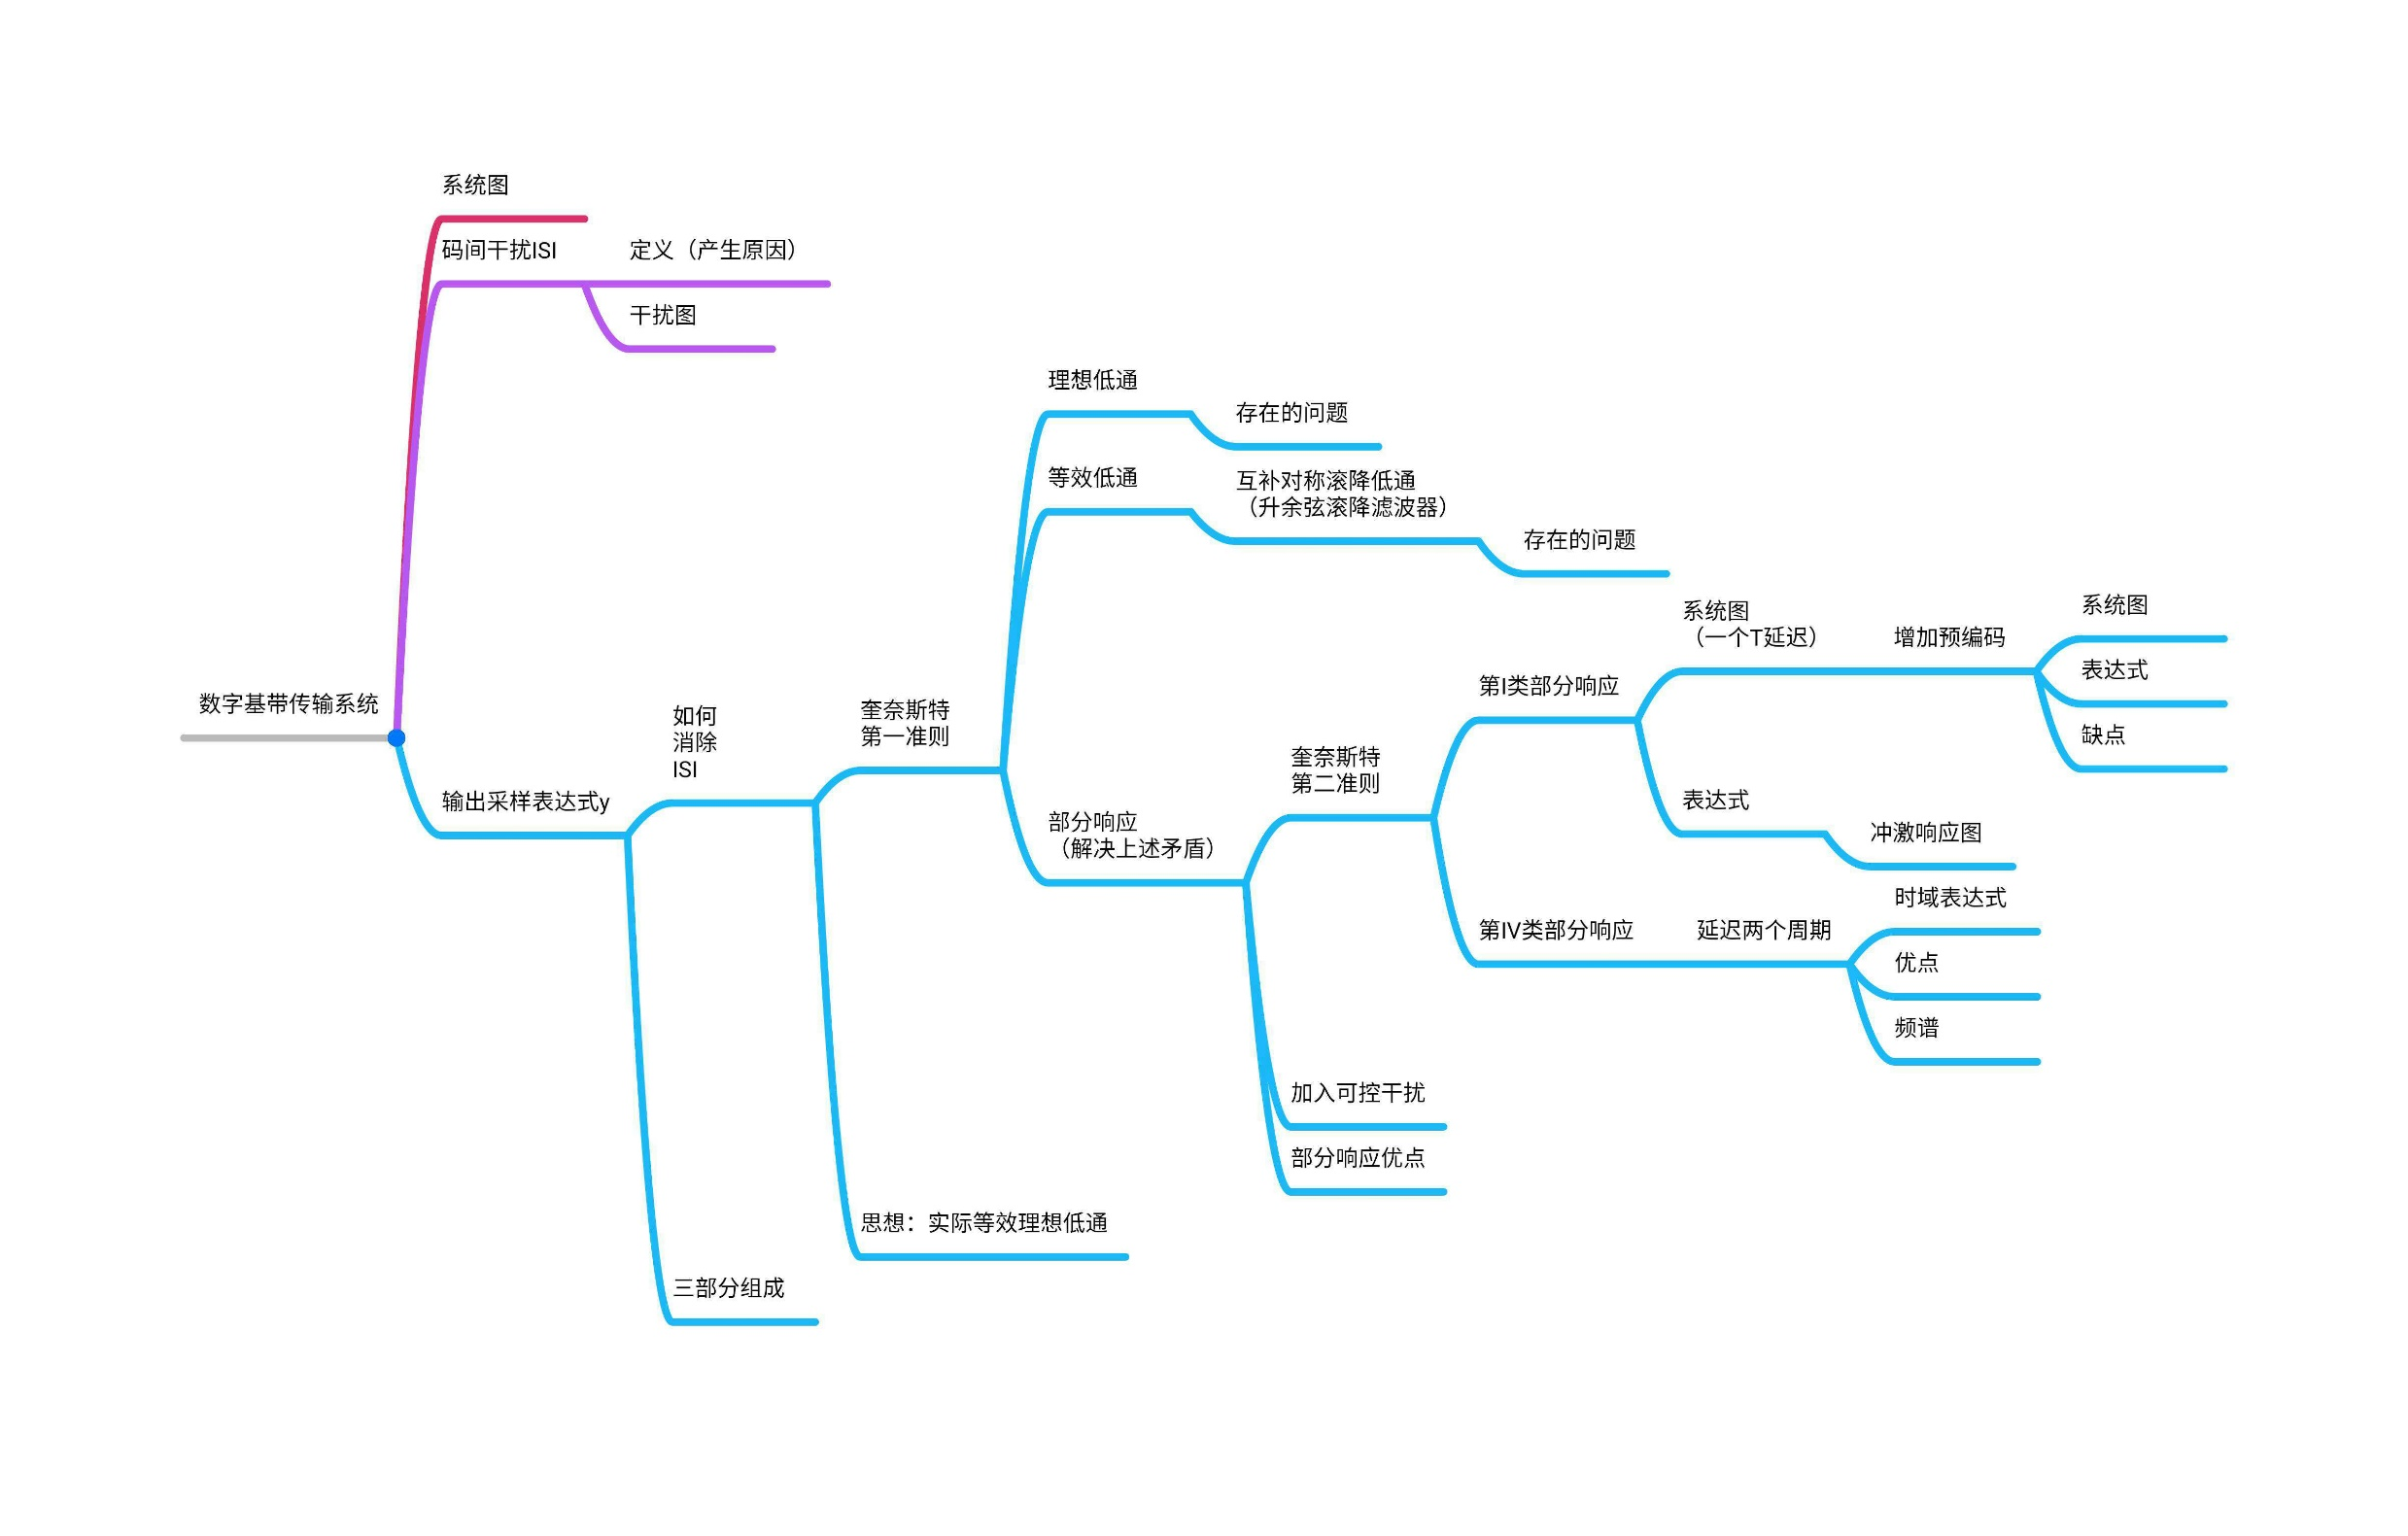 系统图
码间干扰ISI
定义（产生原因）
干扰图
理想低通
存在的问题
等效低通
互补对称滚降低通
（升余弦滚降滤波器）
存在的问题
系统图
（一个T延迟）
增加预编码
系统图
表达式
缺点
第I类部分响应
数字基带传输系统
如何
消除
ISI
奎奈斯特
第一准则
奎奈斯特
第二准则
输出采样表达式y
部分响应
（解决上述矛盾）
表达式
冲激响应图
第IV类部分响应
延迟两个周期
时域表达式
优点
频谱
加入可控干扰
部分响应优点
思想：实际等效理想低通
三部分组成